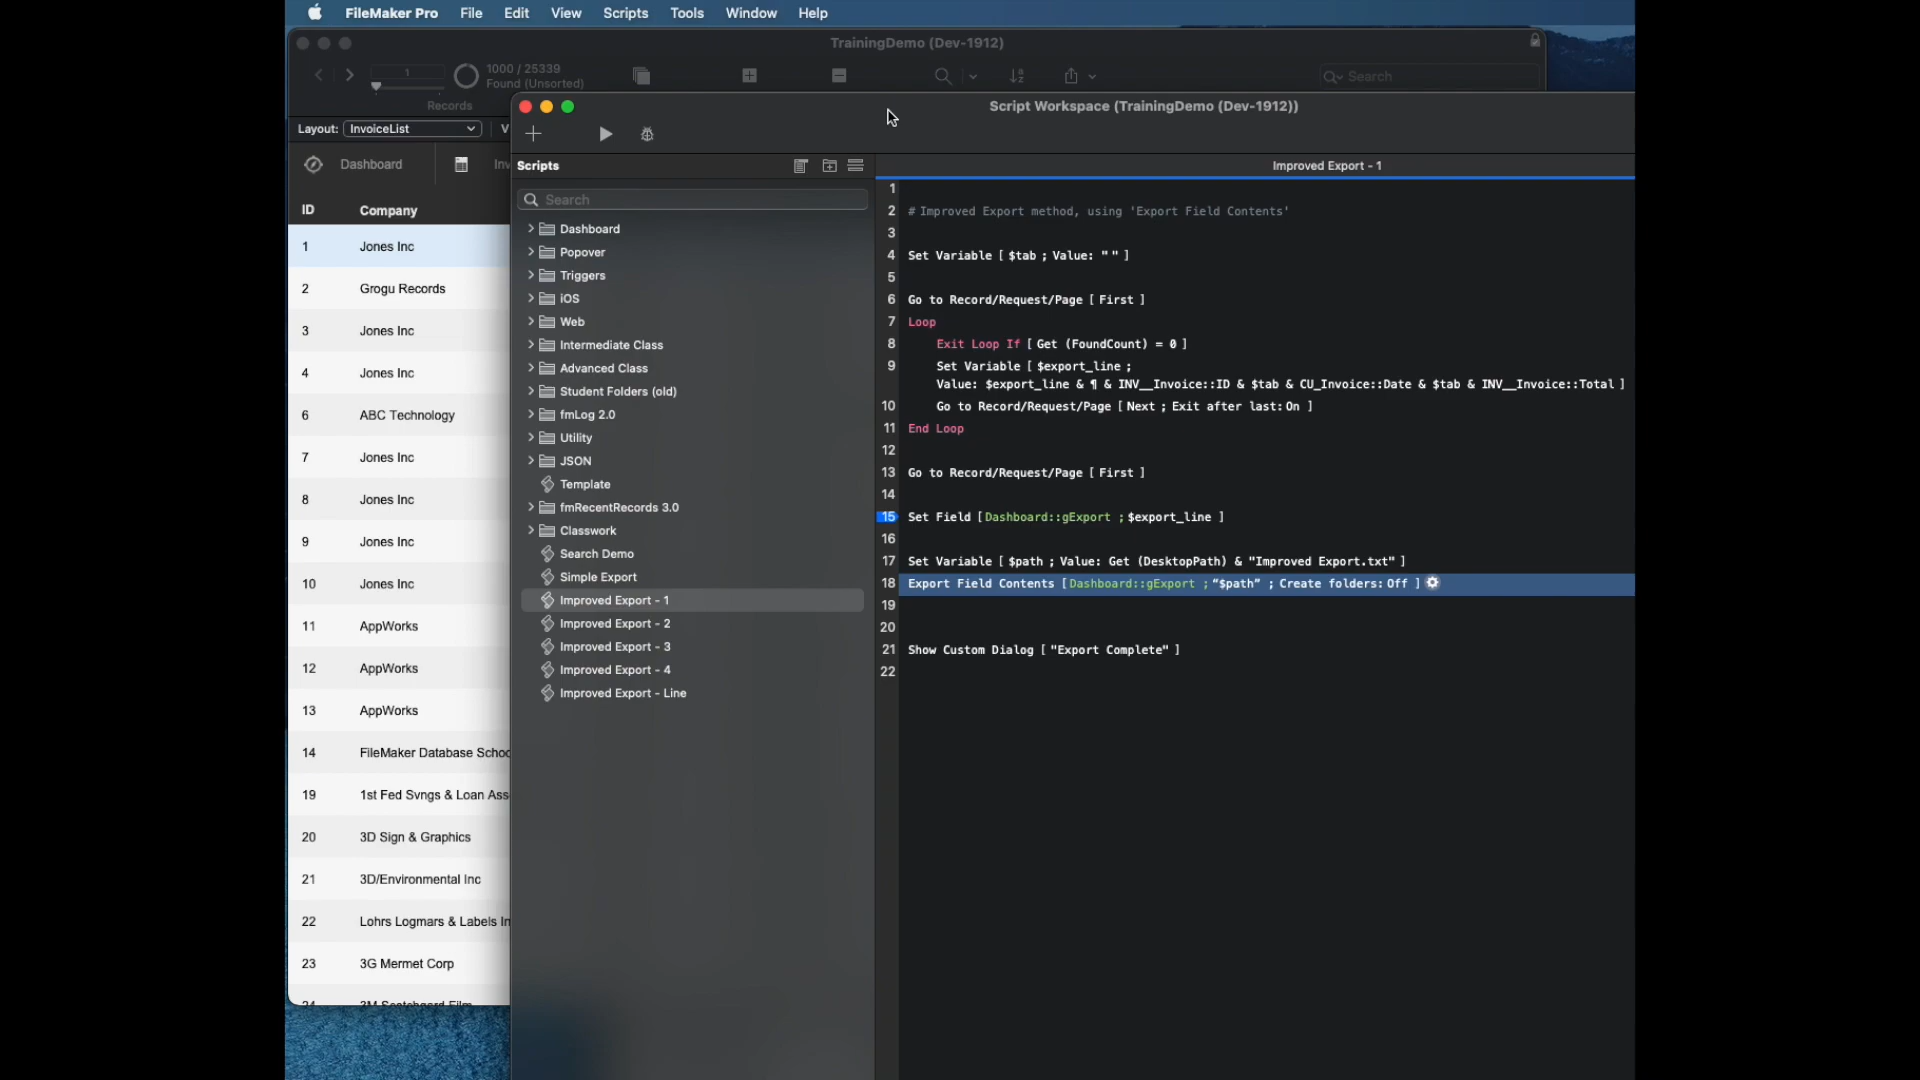 FileMaker Pro File Edit View Scripts Tools Window Help
TrainingDemo (Dev-1912)
1 1000 / 25339
Found (Unsorted)
Search
Records
Layout: InvoiceList
Dashboard
ID Company
1 Jones Inc
2 Grogu Records
3 Jones Inc
4 Jones Inc
6 ABC Technology
7 Jones Inc
8 Jones Inc
9 Jones Inc
10 Jones Inc
11 AppWorks
12 AppWorks
13 AppWorks
14 FileMaker Database Schoo
19 1st Fed Svngs & Loan Ass
20 3D Sign & Graphics
21 3D/Environmental Inc
22 Lohrs Logmars & Labels In
23 3G Mermet Corp
Script Workspace (TrainingDemo (Dev-1912))
Scripts
Search
Dashboard
Popover
Triggers
iOS
Web
Intermediate Class
Advanced Class
Student Folders (old)
fmLog 2.0
Utility
JSON
Template
fmRecentRecords 3.0
Classwork
Search Demo
Simple Export
Improved Export - 1
Improved Export - 2
Improved Export - 3
Improved Export - 4
Improved Export - Line
Improved Export - 1
1
2 # Improved Export method, using 'Export Field Contents'
3
4 Set Variable [ $tab ; Value: " " ]
5
6 Go to Record/Request/Page [ First ]
7 Loop
8 Exit Loop If [ Get (FoundCount) = 0 ]
9 Set Variable [ $export_line ;
Value: $export_line & ¶ & INV__Invoice::ID & $tab & CU_Invoice::Date & $tab & INV__Invoice::Total ]
10 Go to Record/Request/Page [ Next ; Exit after last: On ]
11 End Loop
12
13 Go to Record/Request/Page [ First ]
14
15 Set Field [ Dashboard::gExport ; $export_line ]
16
17 Set Variable [ $path ; Value: Get (DesktopPath) & "Improved Export.txt" ]
18 Export Field Contents [ Dashboard::gExport ; “$path” ; Create folders: Off ]
19
20
21 Show Custom Dialog [ "Export Complete" ]
22